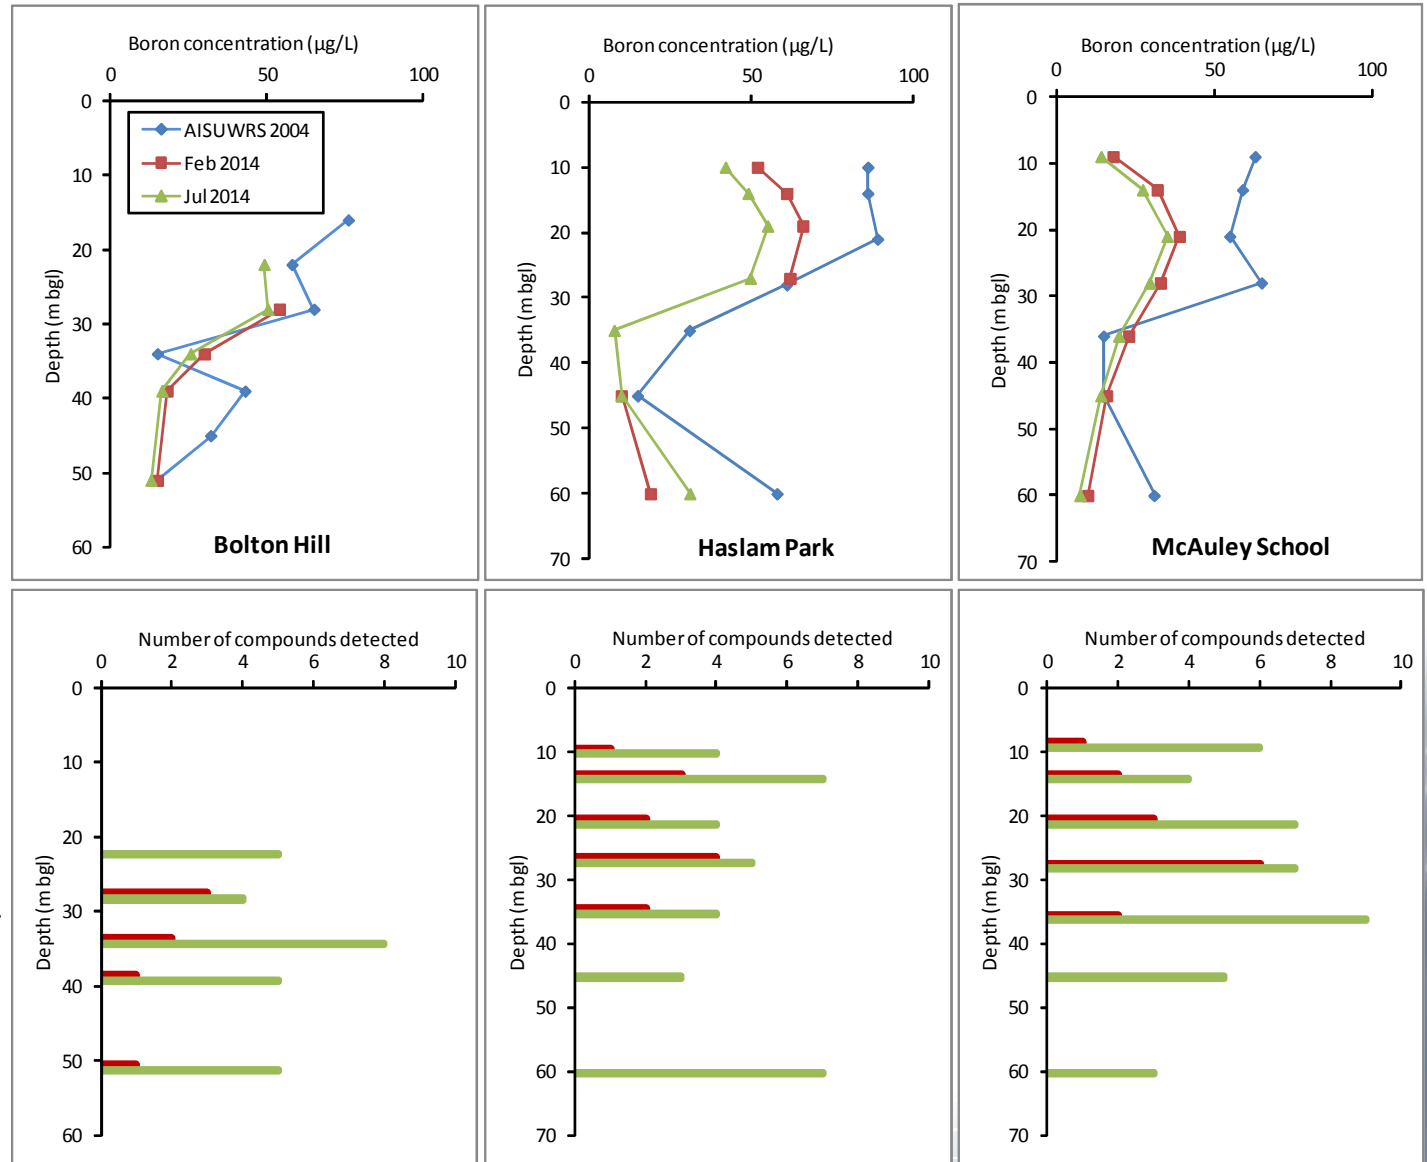 Boron concentration (µg/L)
0 50 100
0
10
20
30
40
50
60
Depth (m bgl)
AISUWRS 2004
Feb 2014
Jul 2014
Bolton Hill
Boron concentration (µg/L)
0 50 100
0
10
20
30
40
50
60
70
Depth (m bgl)
Haslam Park
Boron concentration (µg/L)
0 50 100
0
10
20
30
40
50
60
70
Depth (m bgl)
McAuley School
Number of compounds detected
0 2 4 6 8 10
0
10
20
30
40
50
60
Depth (m bgl)
Number of compounds detected
0 2 4 6 8 10
0
10
20
30
40
50
60
70
Depth (m bgl)
Number of compounds detected
0 2 4 6 8 10
0
10
20
30
40
50
60
70
Depth (m bgl)